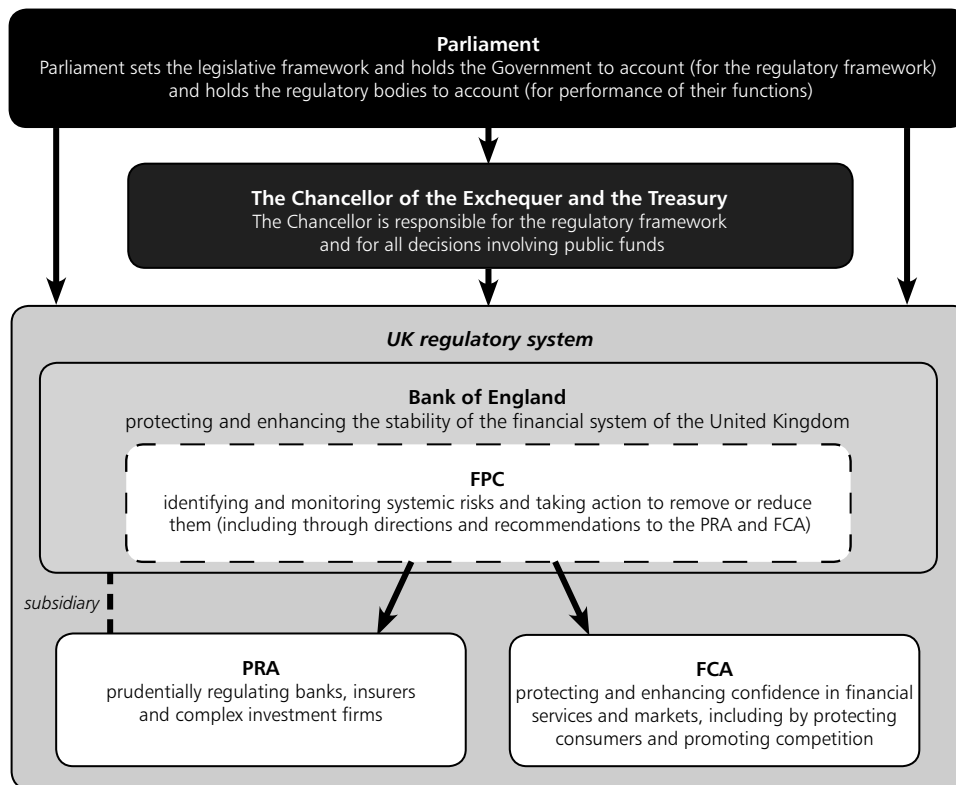 Parliament
Parliament sets the legislative framework and holds the Government to account (for the regulatory framework)
and holds the regulatory bodies to account (for performance of their functions)
The Chancellor of the Exchequer and the Treasury
The Chancellor is responsible for the regulatory framework
and for all decisions involving public funds
UK regulatory system
Bank of England
protecting and enhancing the stability of the financial system of the United Kingdom
FPC
identifying and monitoring systemic risks and taking action to remove or reduce
them (including through directions and recommendations to the PRA and FCA)
subsidiary
PRA
prudentially regulating banks, insurers
and complex investment firms
FCA
protecting and enhancing confidence in financial
services and markets, including by protecting
consumers and promoting competition